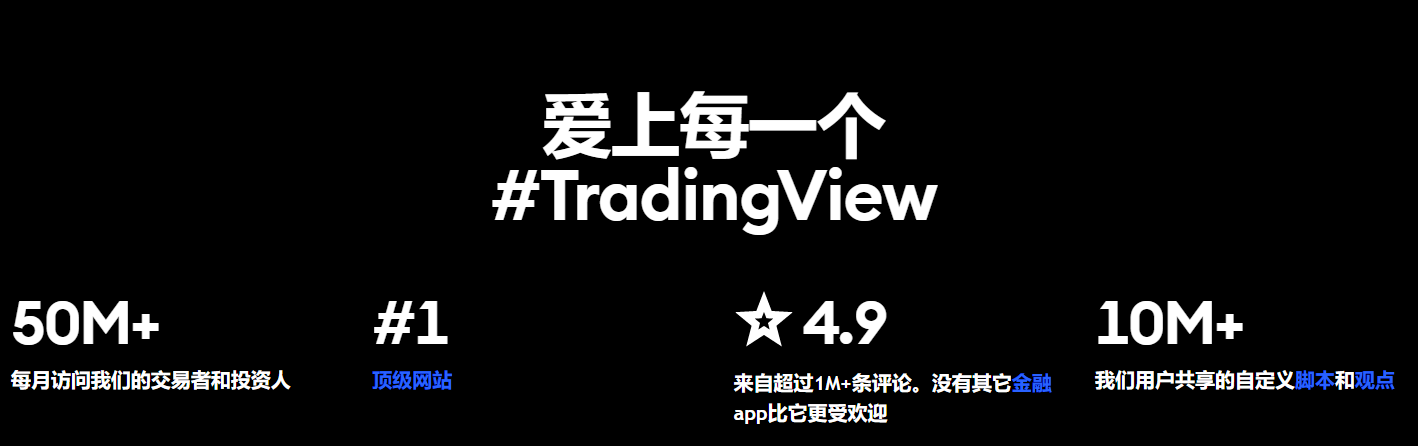 爱上每一个
#TradingView
50M+
每月访问我们的交易者和投资人
#1
顶级网站
4.9
来自超过1M+条评论。没有其它金融
app比它更受欢迎
10M+
我们用户共享的自定义脚本和观点